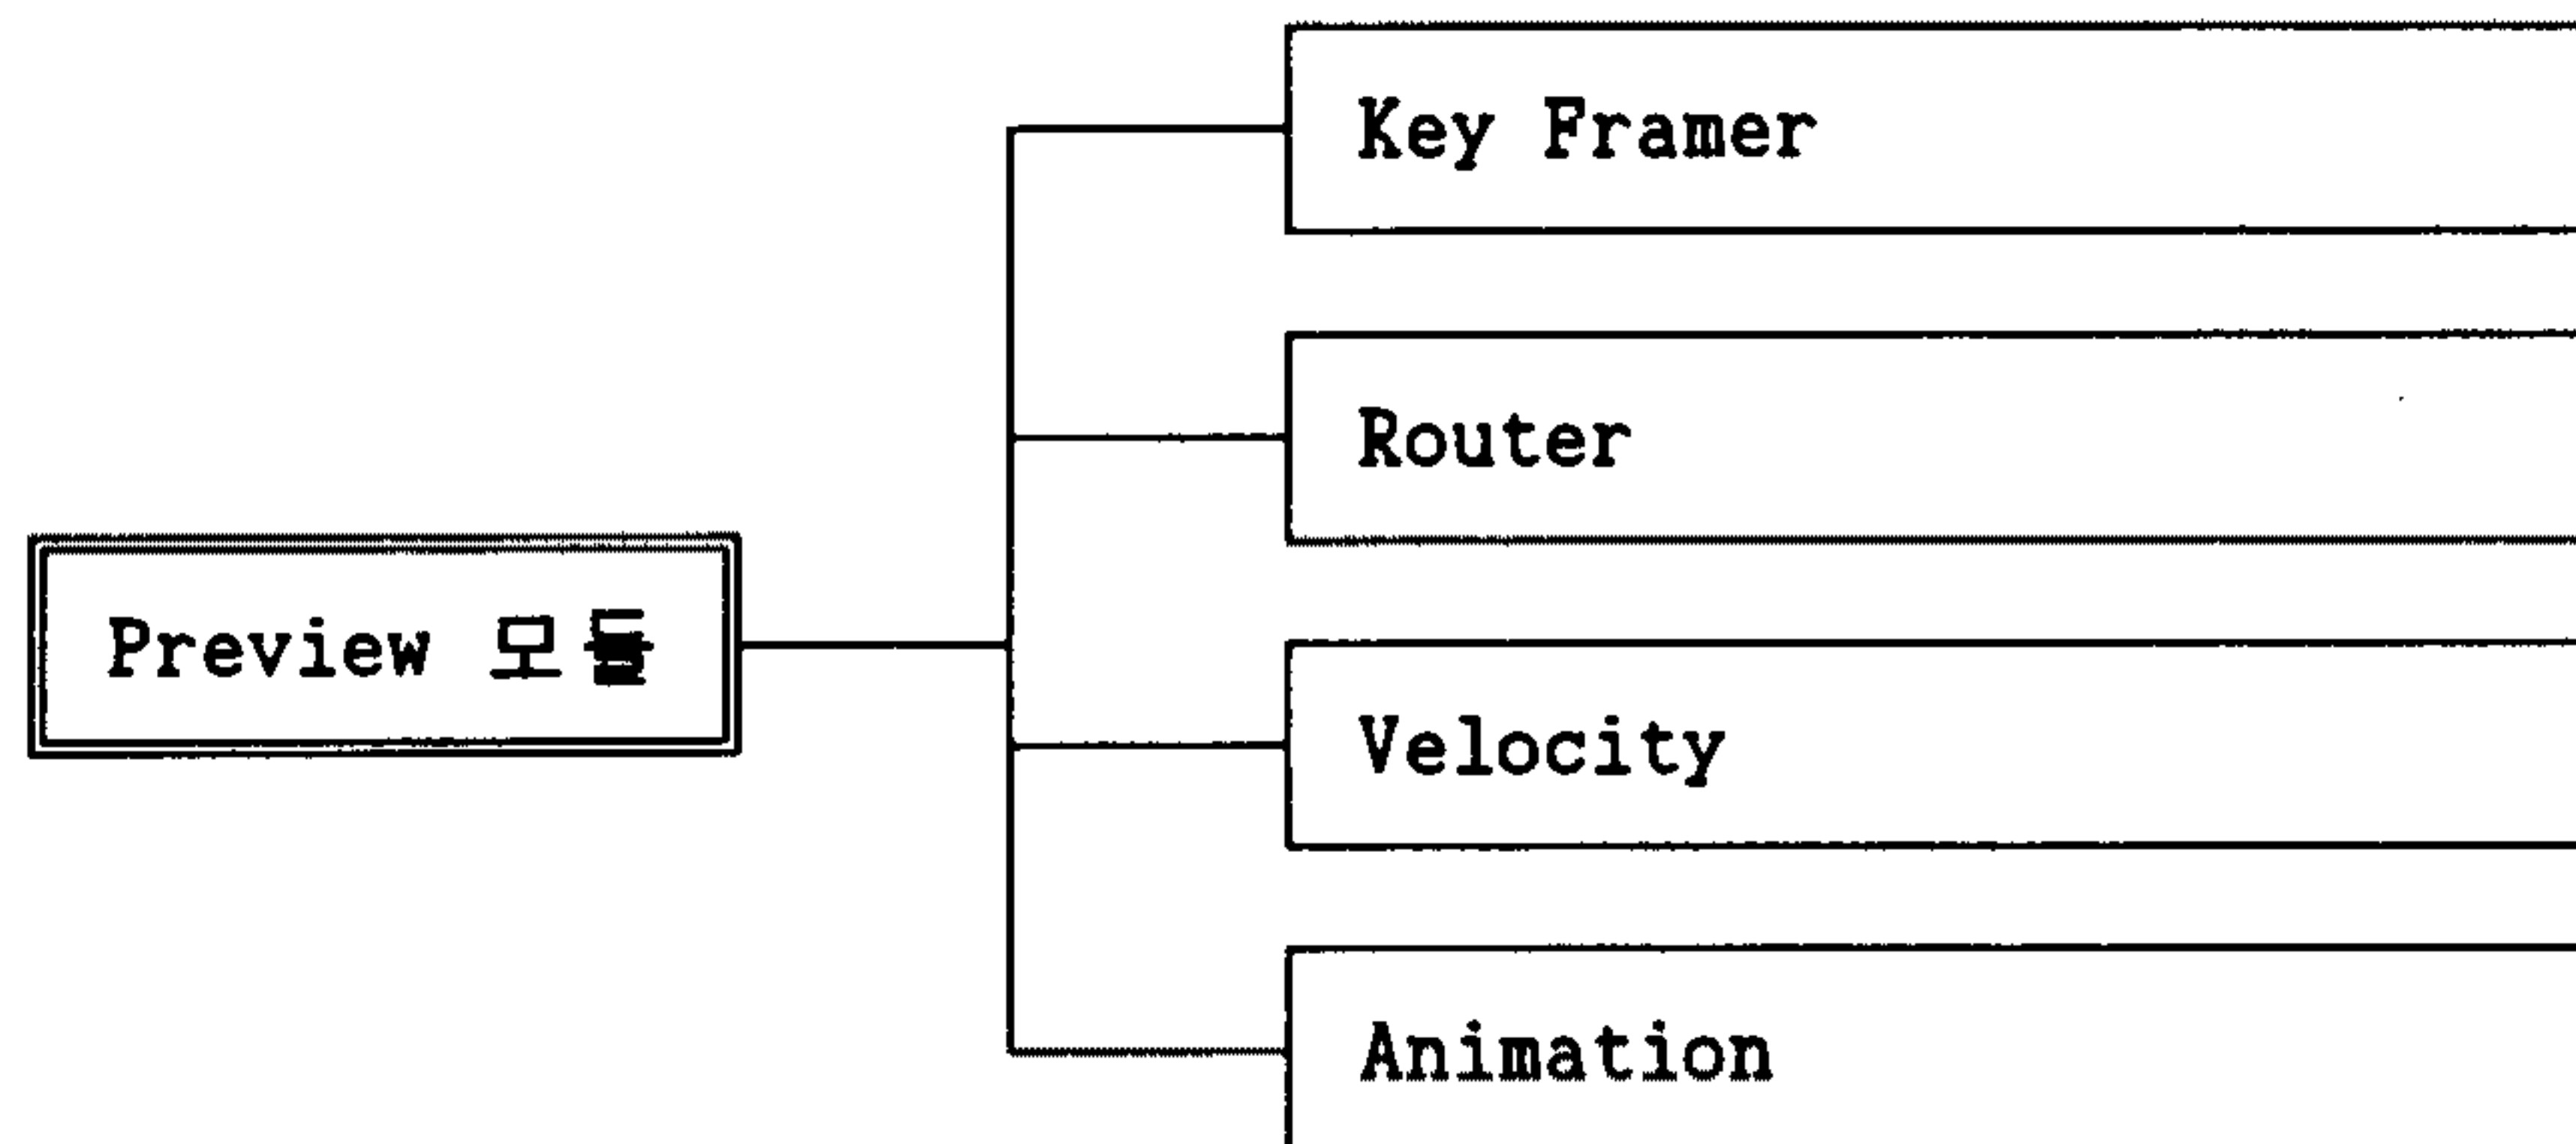 Key Framer
Router
Preview 모듈
Velocity
Animation